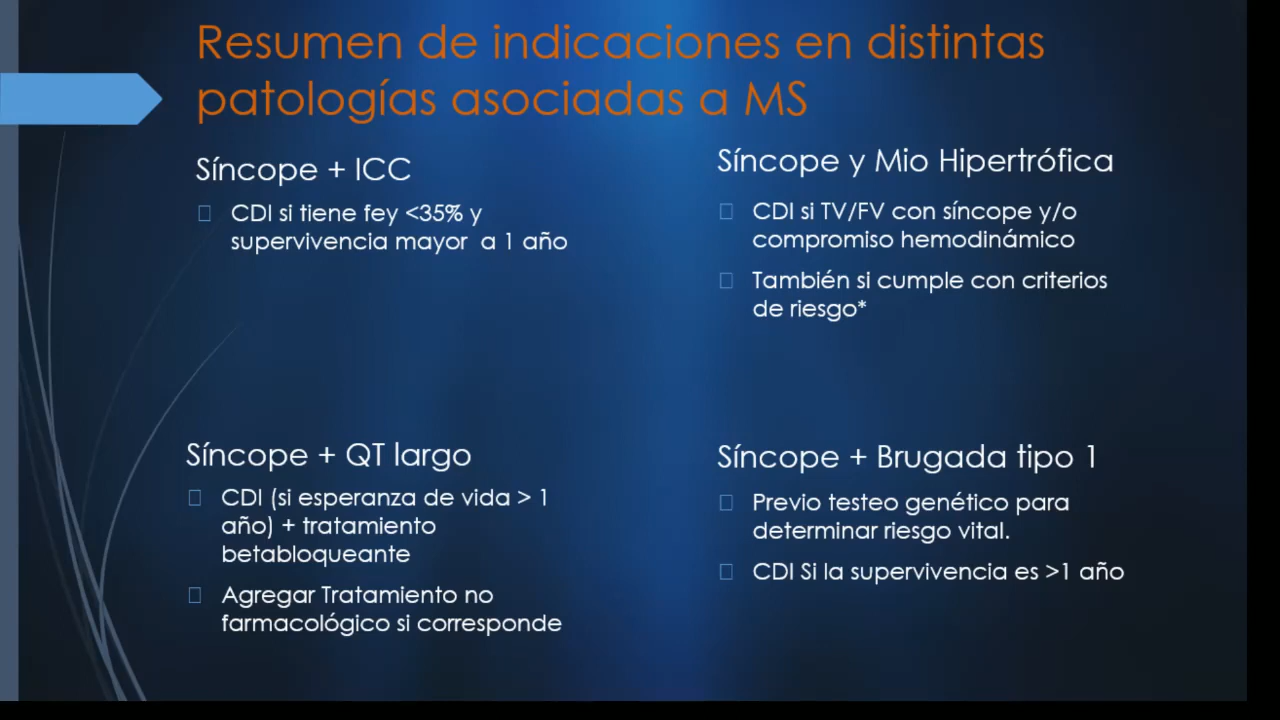 Resumen de indicaciones en distintas
patologías asociadas a MS
Síncope + ICC
CDI si tiene fey <35% y
supervivencia mayor a 1 año
Síncope y Mio Hipertrófica
CDI si TV/FV con síncope y/o
compromiso hemodinámico
También si cumple con criterios
de riesgo*
Síncope + QT largo
CDI (si esperanza de vida > 1
año) + tratamiento
betabloqueante
Agregar Tratamiento no
farmacológico si corresponde
Síncope + Brugada tipo 1
Previo testeo genético para
determinar riesgo vital.
CDI Si la supervivencia es >1 año